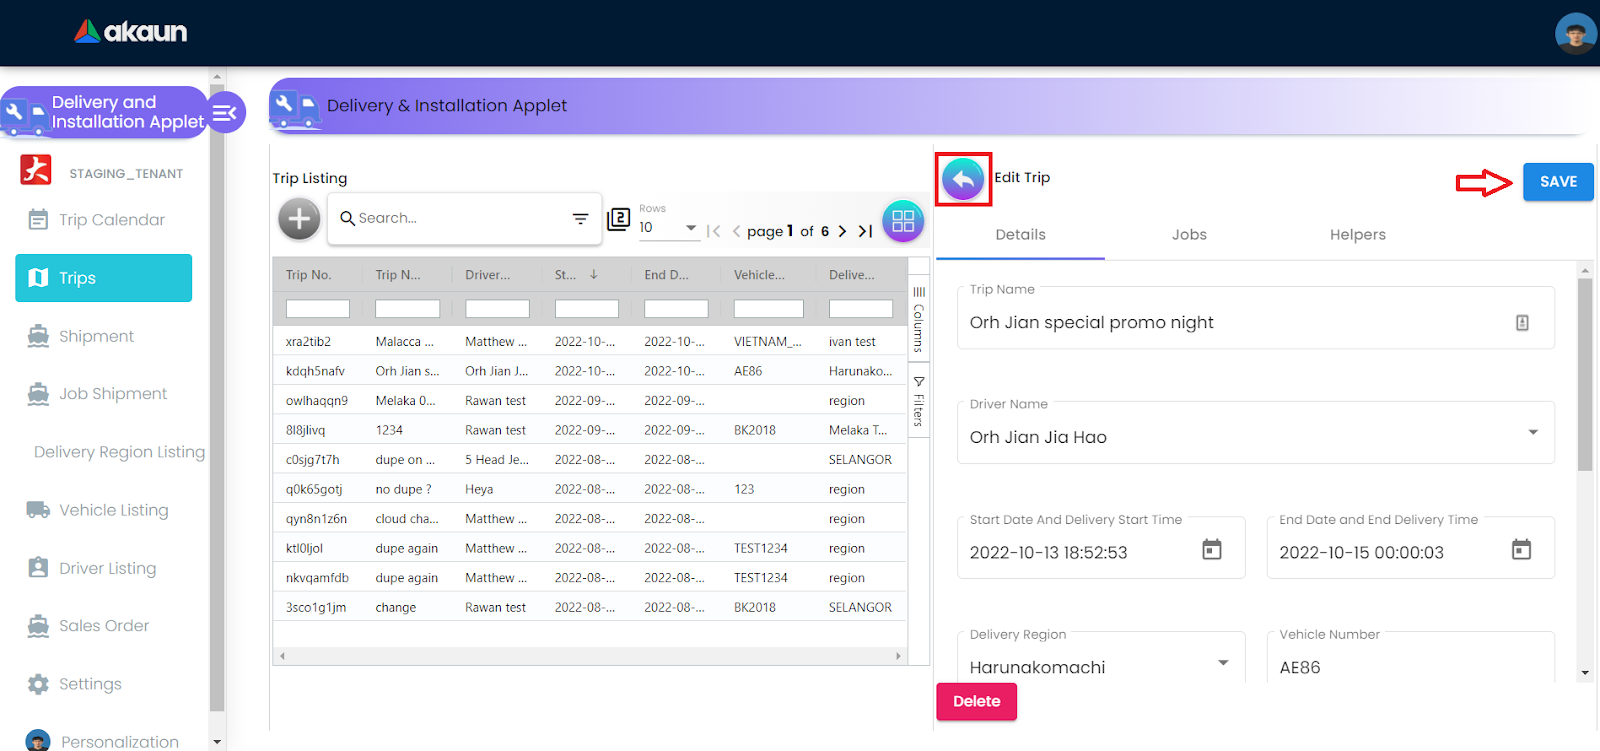 akaun
Delivery and
Installation Applet
STAGING_TENANT
Trip Calendar
Trips
Shipment
Job Shipment
Delivery Region Listing
Vehicle Listing
Driver Listing
Sales Order
Settings
Personalization
Delivery & Installation Applet
Trip Listing
Search...
2
Rows
10
page 1 of 6
Trip No. Trip N... Driver... St... End D... Vehicle... Delive...
xra2tib2 Malacca ... Matthew ... 2022-10-... 2022-10-... VIETNAM_... ivan test
kdqh5nafv Orh Jian s... Orh Jian J... 2022-10-... 2022-10-... AE86 Harunako...
owlhaqqn9 Melaka 0... Rawan test 2022-09-... 2022-09-... region
8l8jlivq 1234 Rawan test 2022-09-... 2022-09-... BK2018 Melaka T...
c0sjg7t7h dupe on ... 5 Head Je... 2022-08-... 2022-08-... SELANGOR
q0k65gotj no dupe ? Heya 2022-08-... 2022-08-... 123 region
qyn8n1z6n cloud cha... Matthew ... 2022-08-... 2022-08-... region
ktl0ljol dupe again Matthew ... 2022-08-... 2022-08-... TEST1234 region
nkvqamfdb dupe again Matthew ... 2022-08-... 2022-08-... TEST1234 region
3sco1g1jm change Rawan test 2022-08-... 2022-08-... BK2018 SELANGOR
Columns
Filters
Edit Trip
SAVE
Details Jobs Helpers
Trip Name
Orh Jian special promo night
Driver Name
Orh Jian Jia Hao
Start Date And Delivery Start Time
2022-10-13 18:52:53
End Date and End Delivery Time
2022-10-15 00:00:03
Delivery Region
Harunakomachi
Vehicle Number
AE86
Delete